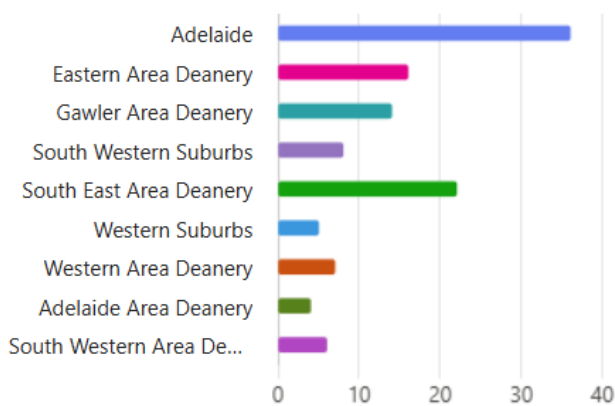 Adelaide
Eastern Area Deanery
Gawler Area Deanery
South Western Suburbs
South East Area Deanery
Western Suburbs
Western Area Deanery
Adelaide Area Deanery
South Western Area De...
0 10 20 30 40